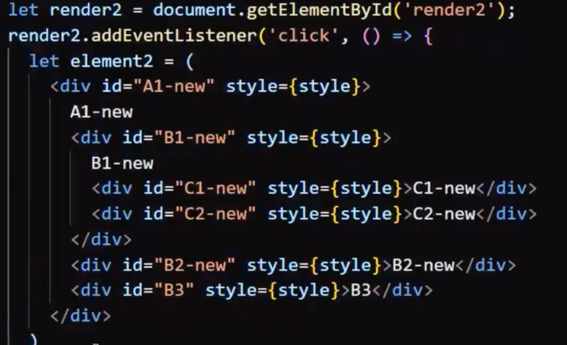 let render2 = document.getElementById('render2');
render2.addEventListener('click', () => {
  let element2 = (
    <div id="A1-new" style={style}>
      A1-new
      <div id="B1-new" style={style}>
        B1-new
        <div id="C1-new" style={style}>C1-new</div>
        <div id="C2-new" style={style}>C2-new</div>
      </div>
      <div id="B2-new" style={style}>B2-new</div>
      <div id="B3" style={style}>B3</div>
    </div>
  )